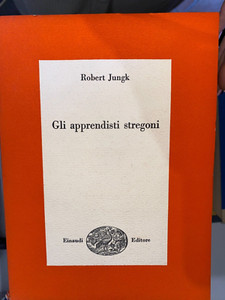 Robert Jungk
Gli apprendisti stregoni
Einaudi Editore